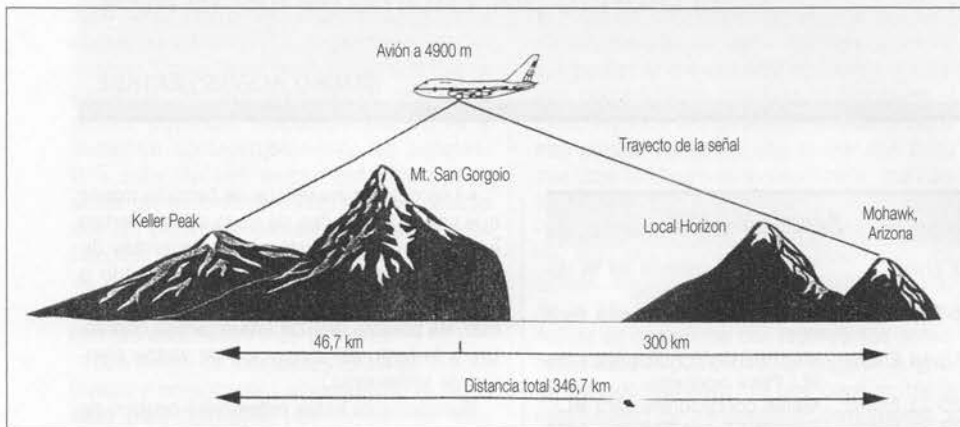 Avión a 4900 m
Trayecto de la señal
Mt. San Gorgoio
Keller Peak
Local Horizon
Mohawk,
Arizona
46,7 km
300 km
Distancia total 346,7 km